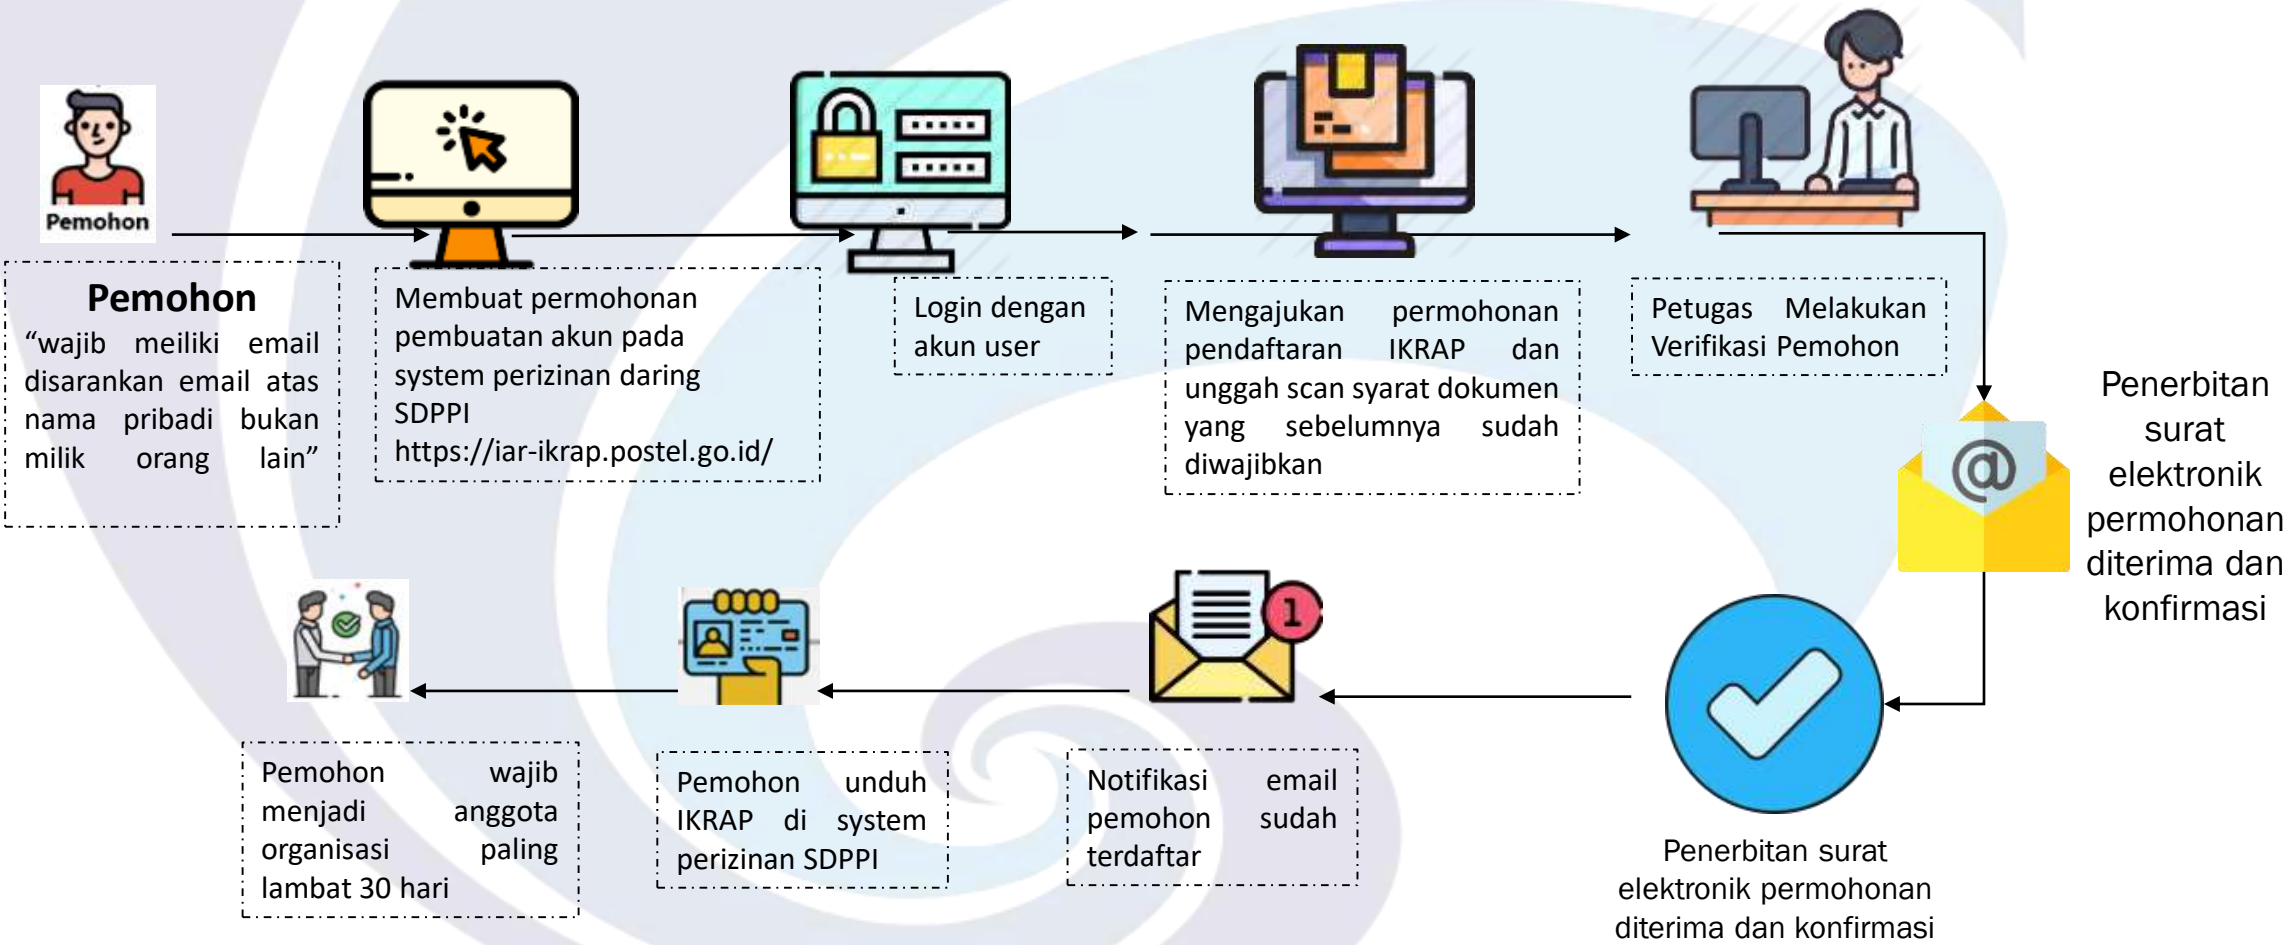 Pemohon
Pemohon
“wajib meiliki email
disarankan email atas
nama pribadi bukan
milik orang lain”
Membuat permohonan
pembuatan akun pada
system perizinan daring
SDPPI
https://iar-ikrap.postel.go.id/
Login dengan
akun user
Mengajukan permohonan
pendaftaran IKRAP dan
unggah scan syarat dokumen
yang sebelumnya sudah
diwajibkan
Petugas Melakukan
Verifikasi Pemohon
@
Penerbitan
surat
elektronik
permohonan
diterima dan
konfirmasi
Penerbitan surat
elektronik permohonan
diterima dan konfirmasi
1
Notifikasi email
pemohon sudah
terdaftar
Pemohon unduh
IKRAP di system
perizinan SDPPI
Pemohon wajib
menjadi anggota
organisasi paling
lambat 30 hari